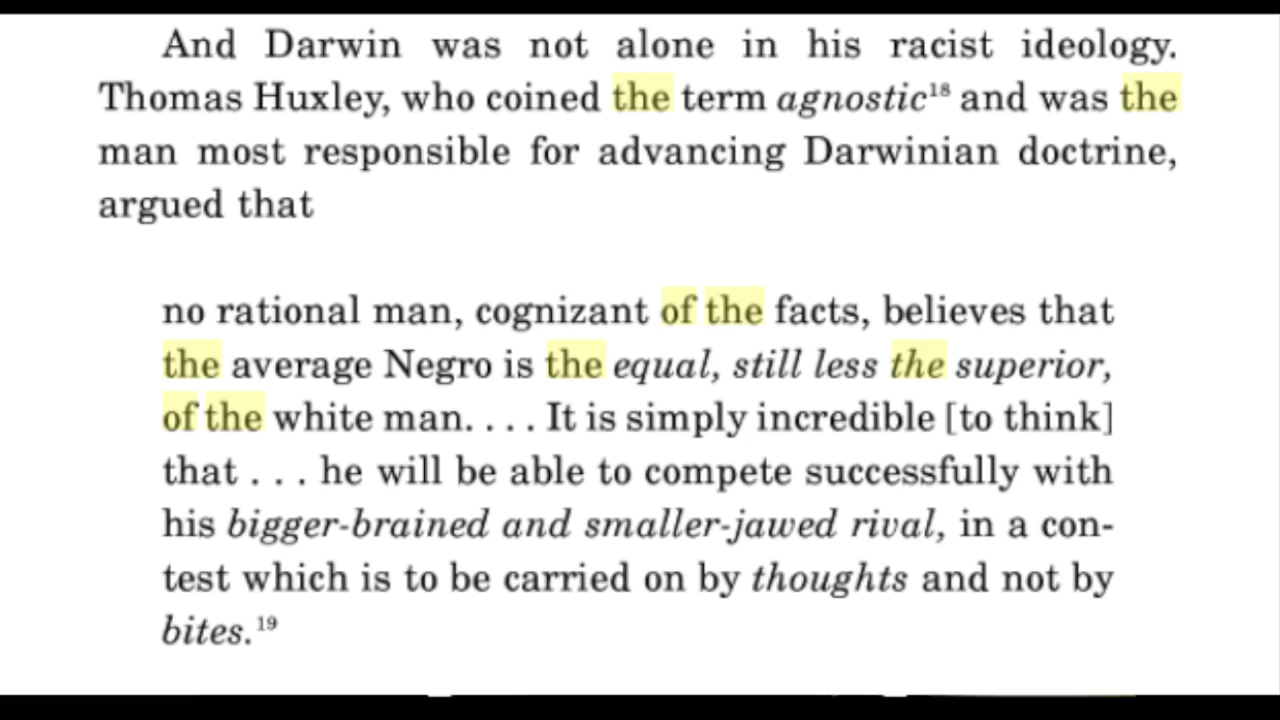 And Darwin was not alone in his racist ideology.
Thomas Huxley, who coined the term agnostic¹⁸ and was the
man most responsible for advancing Darwinian doctrine,
argued that
no rational man, cognizant of the facts, believes that
the average Negro is the equal, still less the superior,
of the white man. . . . It is simply incredible [to think]
that . . . he will be able to compete successfully with
his bigger-brained and smaller-jawed rival, in a con-
test which is to be carried on by thoughts and not by
bites.¹⁹